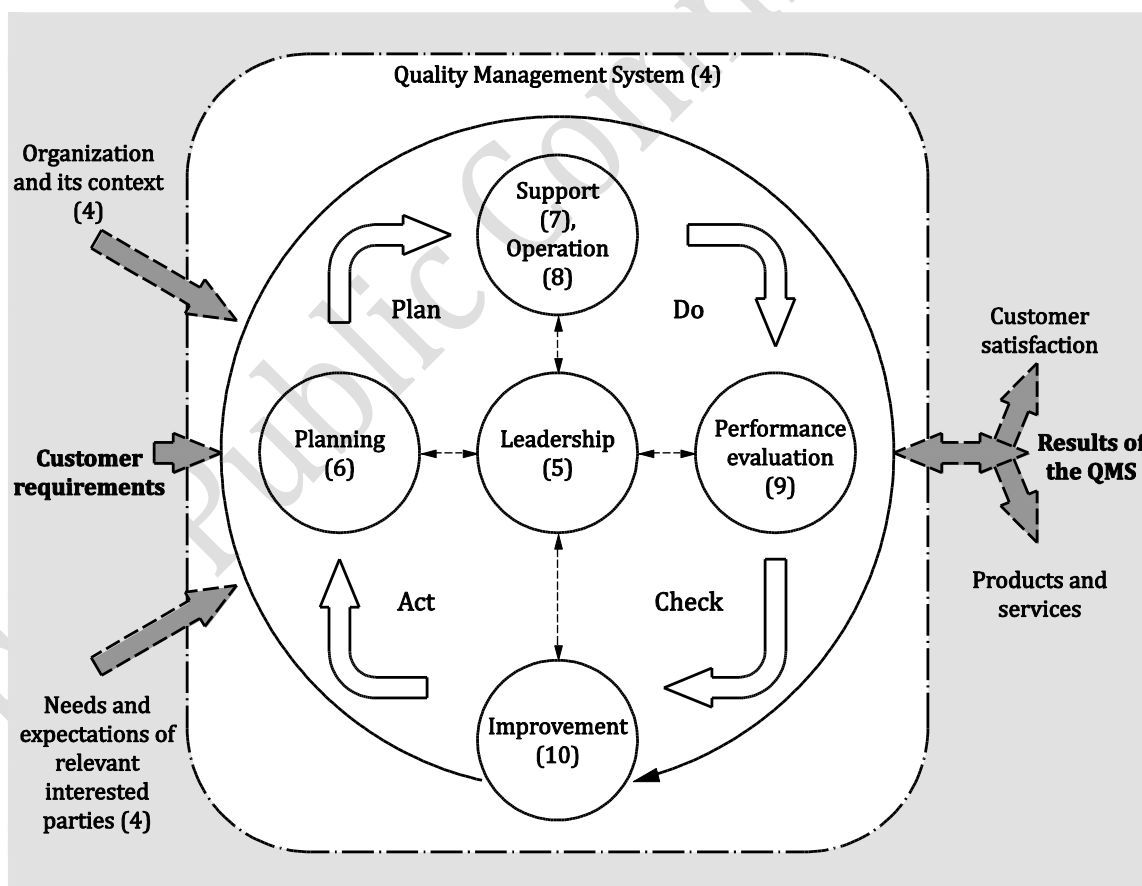 Quality Management System (4)
Organization
and its context
(4)
Support
(7),
Operation
(8)
Plan
Do
Customer
satisfaction
Planning
(6)
Leadership
(5)
Performance
evaluation
(9)
Customer
requirements
Results of
the QMS
Act
Check
Products and
services
Needs and
expectations of
relevant
interested
parties (4)
Improvement
(10)
Public